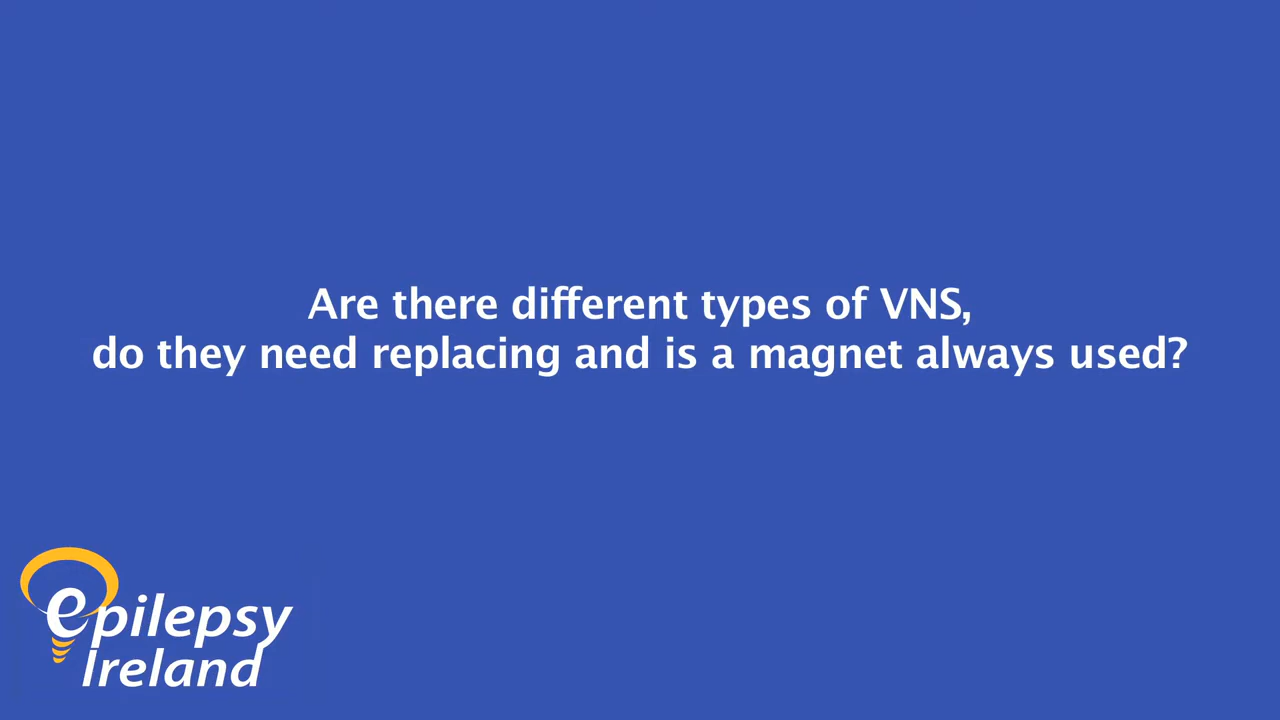 Are there different types of VNS,
do they need replacing and is a magnet always used?
epilepsy
Ireland